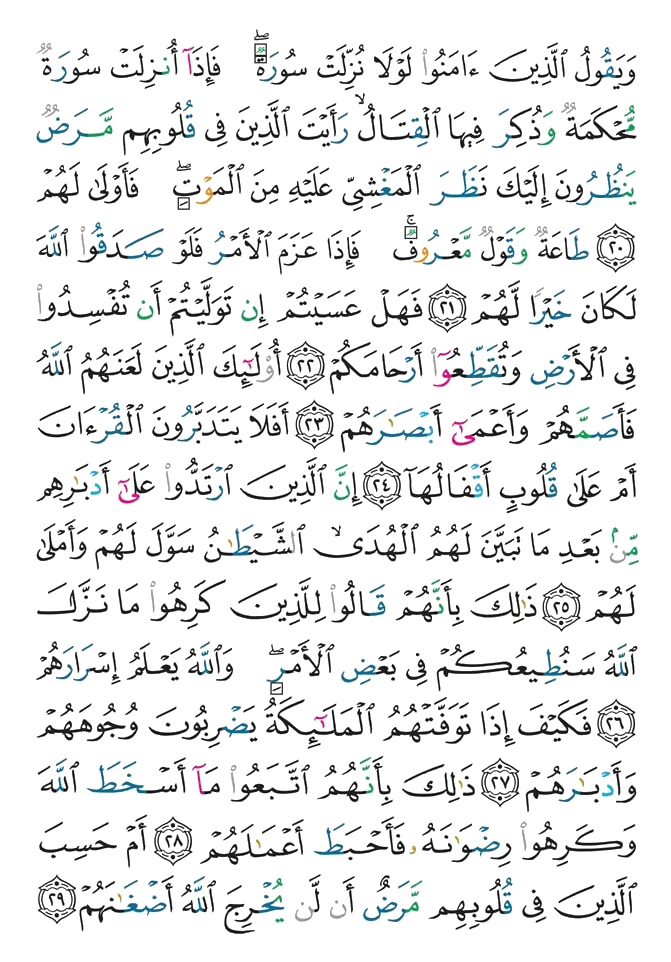 وَيَقُولُ ٱلَّذِينَ ءَامَنُوا۟ لَوْلَا نُزِّلَتْ سُورَةٌۖ فَإِذَآ أُنزِلَتْ سُورَةٌ
مُّحْكَمَةٌ وَذُكِرَ فِيهَا ٱلْقِتَالُۙ رَأَيْتَ ٱلَّذِينَ فِى قُلُوبِهِم مَّرَضٌ
يَنظُرُونَ إِلَيْكَ نَظَرَ ٱلْمَغْشِىِّ عَلَيْهِ مِنَ ٱلْمَوْتِۖ فَأَوْلَىٰ لَهُمْ
﴿٢٠﴾ طَاعَةٌ وَقَوْلٌ مَّعْرُوفٌۚ فَإِذَا عَزَمَ ٱلْأَمْرُ فَلَوْ صَدَقُوا۟ ٱللَّهَ
لَكَانَ خَيْرًا لَّهُمْ ﴿٢١﴾ فَهَلْ عَسَيْتُمْ إِن تَوَلَّيْتُمْ أَن تُفْسِدُوا۟
فِى ٱلْأَرْضِ وَتُقَطِّعُوٓا۟ أَرْحَامَكُمْ ﴿٢٢﴾ أُو۟لَـٰٓئِكَ ٱلَّذِينَ لَعَنَهُمُ ٱللَّهُ
فَأَصَمَّهُمْ وَأَعْمَىٰٓ أَبْصَـٰرَهُمْ ﴿٢٣﴾ أَفَلَا يَتَدَبَّرُونَ ٱلْقُرْءَانَ
أَمْ عَلَىٰ قُلُوبٍ أَقْفَالُهَآ ﴿٢٤﴾ إِنَّ ٱلَّذِينَ ٱرْتَدُّوا۟ عَلَىٰٓ أَدْبَـٰرِهِم
مِّنۢ بَعْدِ مَا تَبَيَّنَ لَهُمُ ٱلْهُدَىۙ ٱلشَّيْطَـٰنُ سَوَّلَ لَهُمْ وَأَمْلَىٰ
لَهُمْ ﴿٢٥﴾ ذَٰلِكَ بِأَنَّهُمْ قَالُوا۟ لِلَّذِينَ كَرِهُوا۟ مَا نَزَّلَ
ٱللَّهُ سَنُطِيعُكُمْ فِى بَعْضِ ٱلْأَمْرِۖ وَٱللَّهُ يَعْلَمُ إِسْرَارَهُمْ
﴿٢٦﴾ فَكَيْفَ إِذَا تَوَفَّتْهُمُ ٱلْمَلَـٰٓئِكَةُ يَضْرِبُونَ وُجُوهَهُمْ
وَأَدْبَـٰرَهُمْ ﴿٢٧﴾ ذَٰلِكَ بِأَنَّهُمُ ٱتَّبَعُوا۟ مَآ أَسْخَطَ ٱللَّهَ
وَكَرِهُوا۟ رِضْوَٰنَهُۥ فَأَحْبَطَ أَعْمَـٰلَهُمْ ﴿٢٨﴾ أَمْ حَسِبَ
ٱلَّذِينَ فِى قُلُوبِهِم مَّرَضٌ أَن لَّن يُخْرِجَ ٱللَّهُ أَضْغَـٰنَهُمْ ﴿٢٩﴾